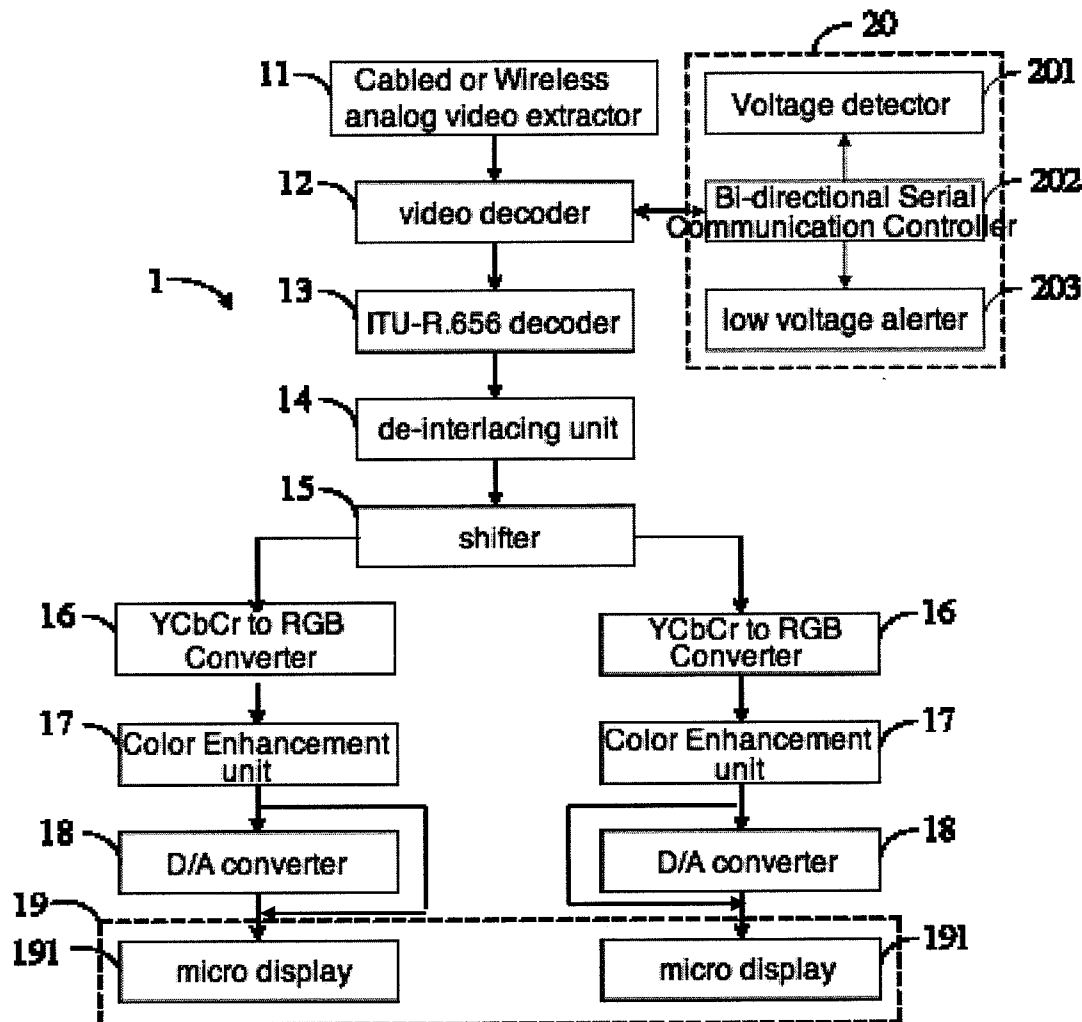 20
11
Cabled or Wireless
analog video extractor
Voltage detector
201
12
video decoder
Bi-directional Serial
Communication Controller
202
1
13
ITU-R.656 decoder
low voltage alerter
203
14
de-interlacing unit
15
shifter
16
YCbCr to RGB
Converter
YCbCr to RGB
Converter
16
17
Color Enhancement
unit
Color Enhancement
unit
17
18
D/A converter
D/A converter
18
19
191
micro display
micro display
191